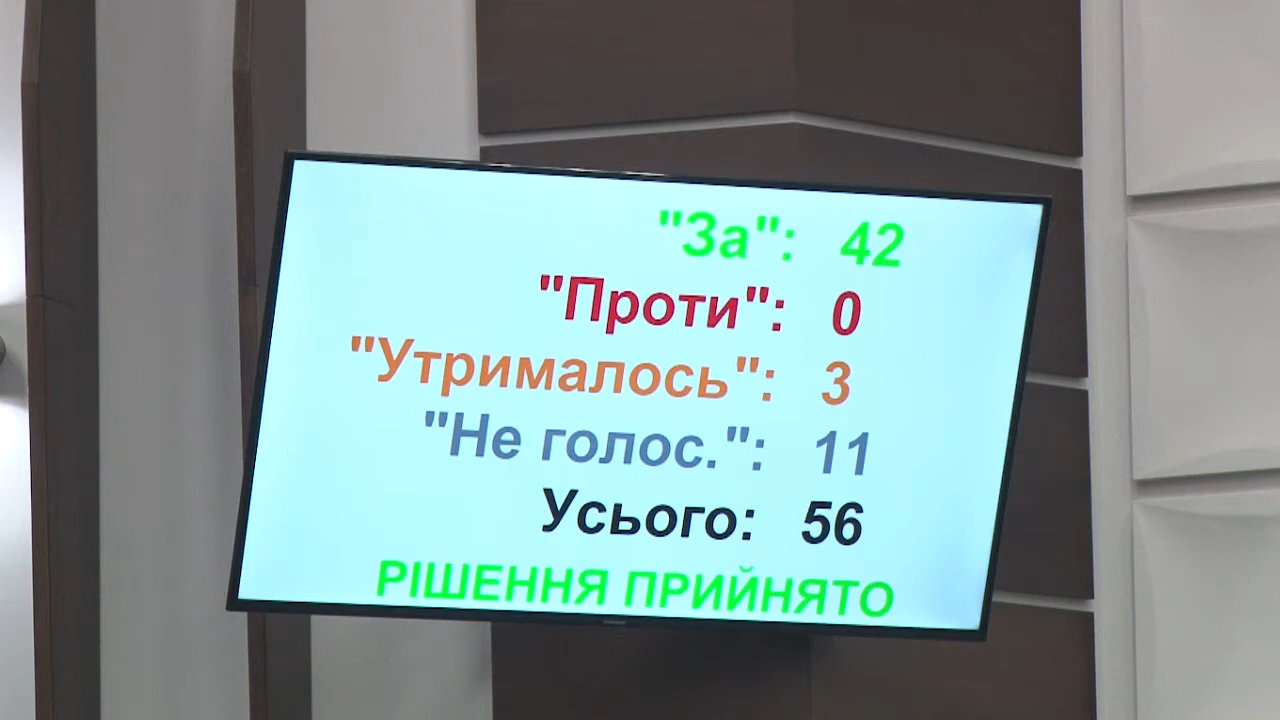 "За": 42
"Проти": 0
"Утрималось": 3
"Не голос.": 11
Усього: 56
РІШЕННЯ ПРИЙНЯТО